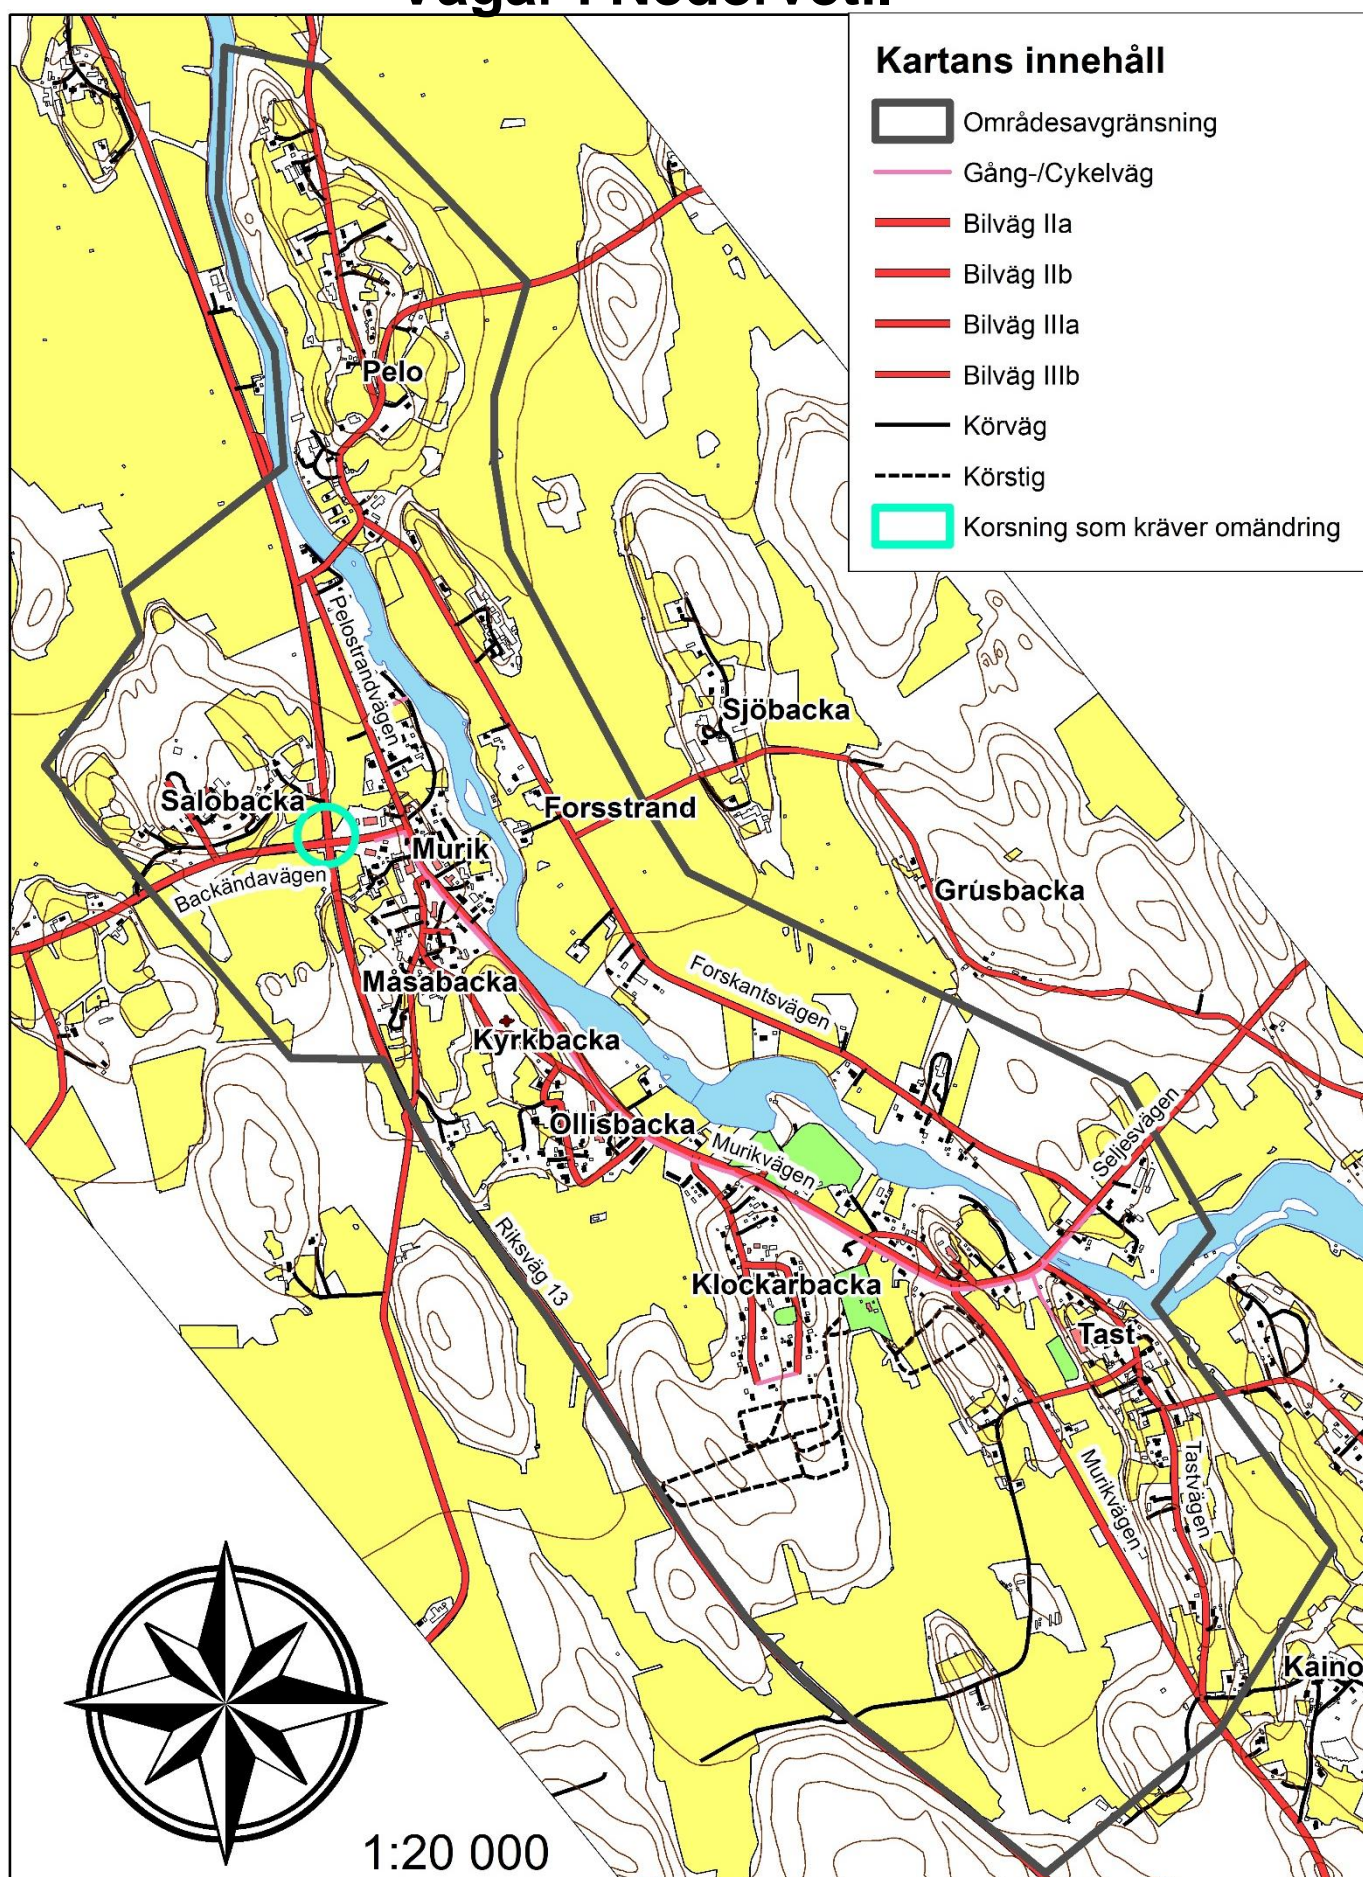 Vägar i Nedervetil
Kartans innehåll
Områdesavgränsning
Gång-/Cykelväg
Bilväg IIa
Bilväg IIb
Bilväg IIIa
Bilväg IIIb
Körväg
Körstig
Korsning som kräver omändring
Pelo
Pelostrandvägen
Sjöbacka
Salobacka
Forsstrand
Murik
Backändavägen
Grusbacka
Måsabacka
Forskantsvägen
Kyrkbacka
Ollisbacka
Murikvägen
Seljesvägen
Riksväg 13
Klockarbacka
Tast
Murikvägen
Tastvägen
Kaino
1:20 000